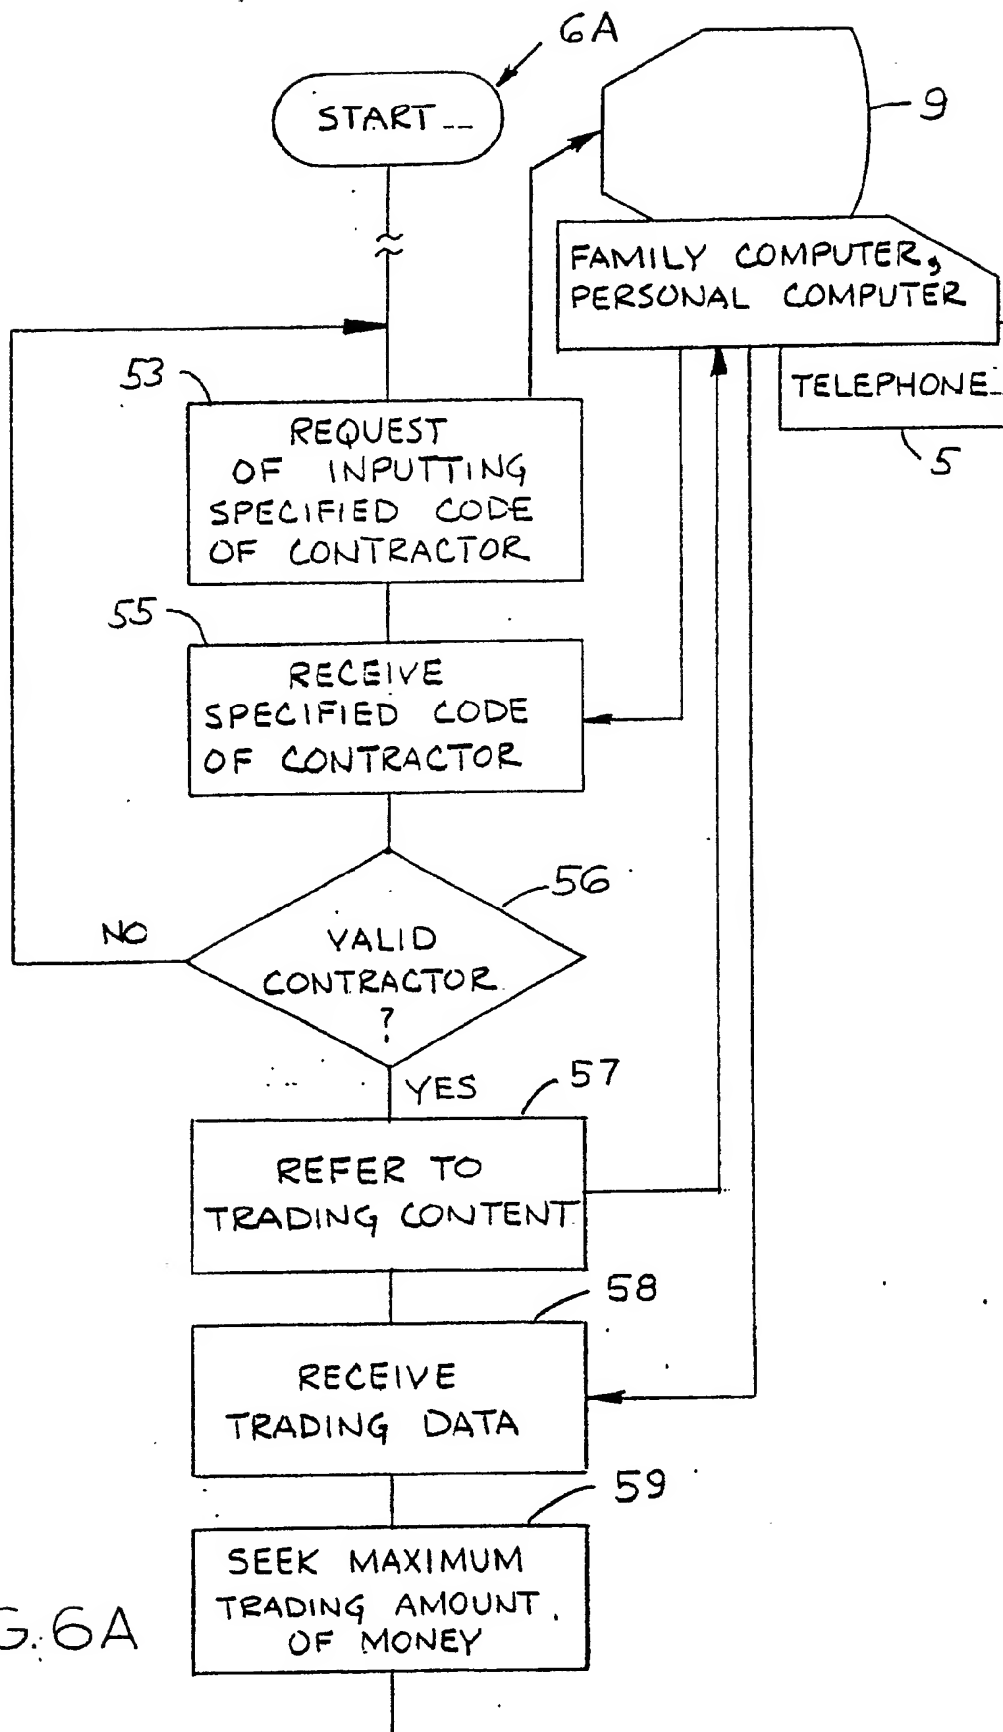 6A
START
9
FAMILY COMPUTER,
PERSONAL COMPUTER
TELEPHONE
5
53
REQUEST
OF INPUTTING
SPECIFIED CODE
OF CONTRACTOR
55
RECEIVE
SPECIFIED CODE
OF CONTRACTOR
56
NO
VALID
CONTRACTOR
?
YES
57
REFER TO
TRADING CONTENT
58
RECEIVE
TRADING DATA
59
SEEK MAXIMUM
TRADING AMOUNT
OF MONEY
G. 6A